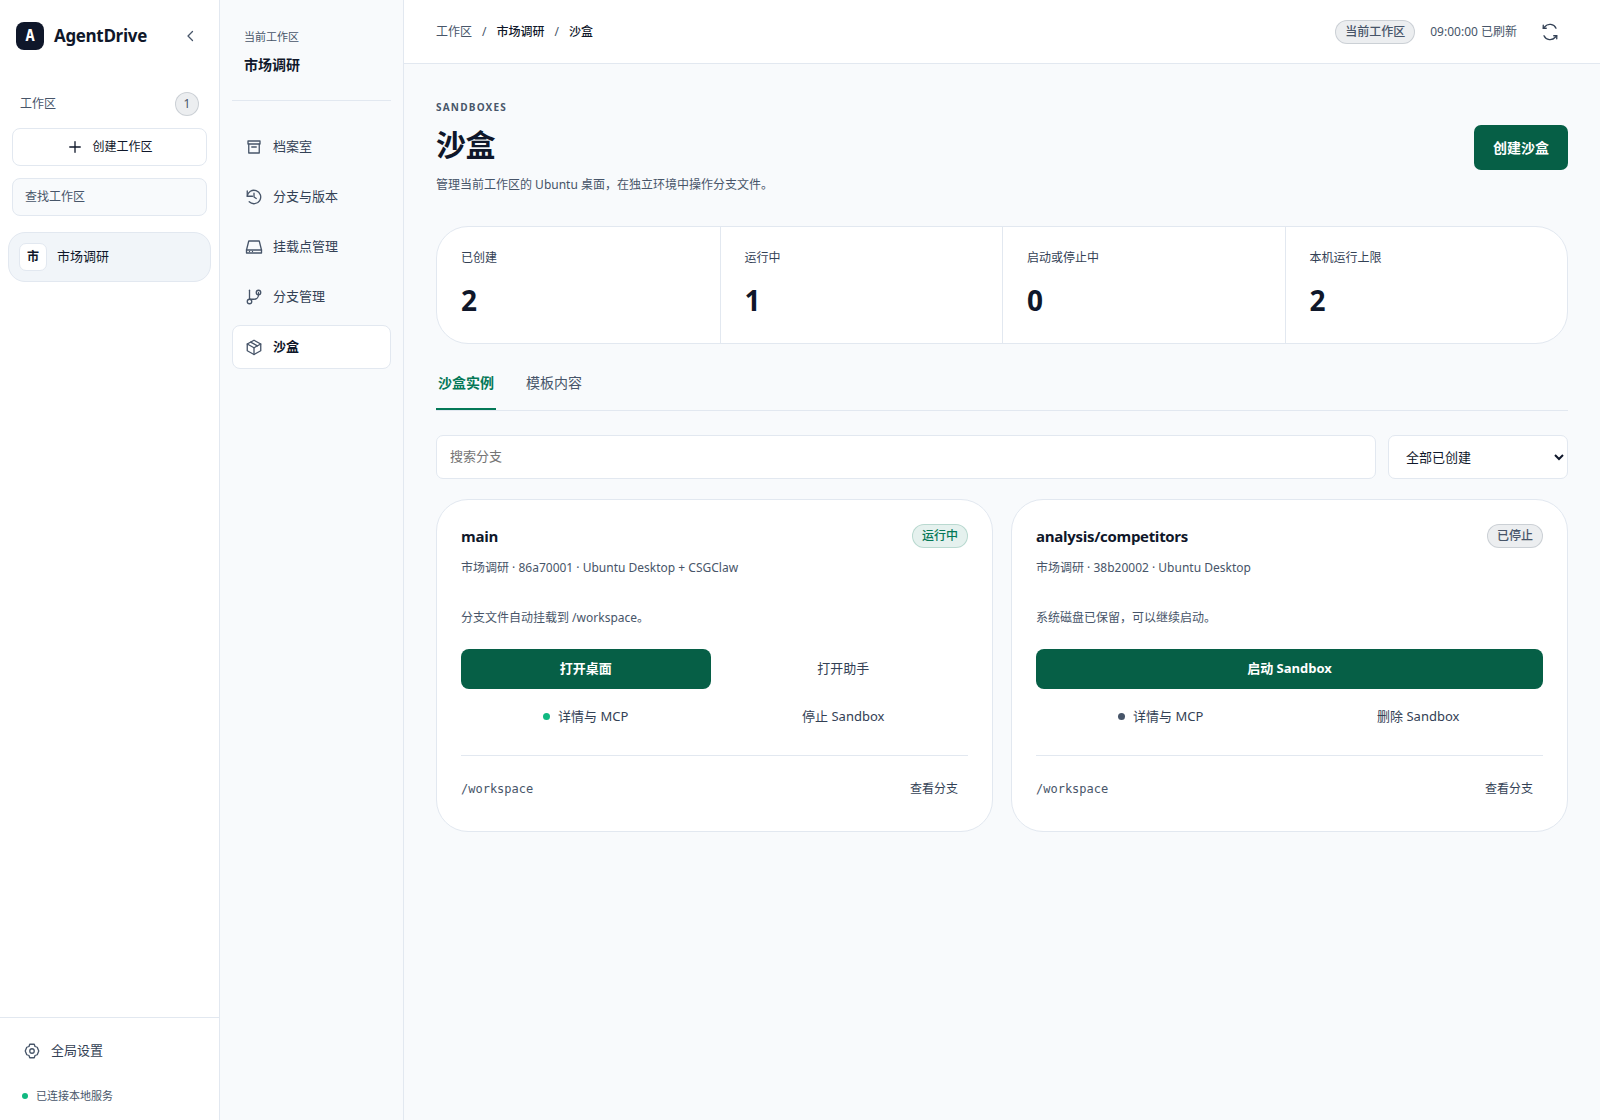 A AgentDrive
工作区
1
创建工作区
查找工作区
市 市场调研
全局设置
已连接本地服务
当前工作区
市场调研
档案室
分支与版本
挂载点管理
分支管理
沙盒
工作区 / 市场调研 / 沙盒
当前工作区
09:00:00 已刷新
SANDBOXES
沙盒
管理当前工作区的 Ubuntu 桌面，在独立环境中操作分支文件。
创建沙盒
已创建
2
运行中
1
启动或停止中
0
本机运行上限
2
沙盒实例
模板内容
搜索分支
全部已创建
main
运行中
市场调研 · 86a70001 · Ubuntu Desktop + CSGClaw
分支文件自动挂载到 /workspace。
打开桌面
打开助手
详情与 MCP
停止 Sandbox
/workspace
查看分支
analysis/competitors
已停止
市场调研 · 38b20002 · Ubuntu Desktop
系统磁盘已保留，可以继续启动。
启动 Sandbox
详情与 MCP
删除 Sandbox
/workspace
查看分支